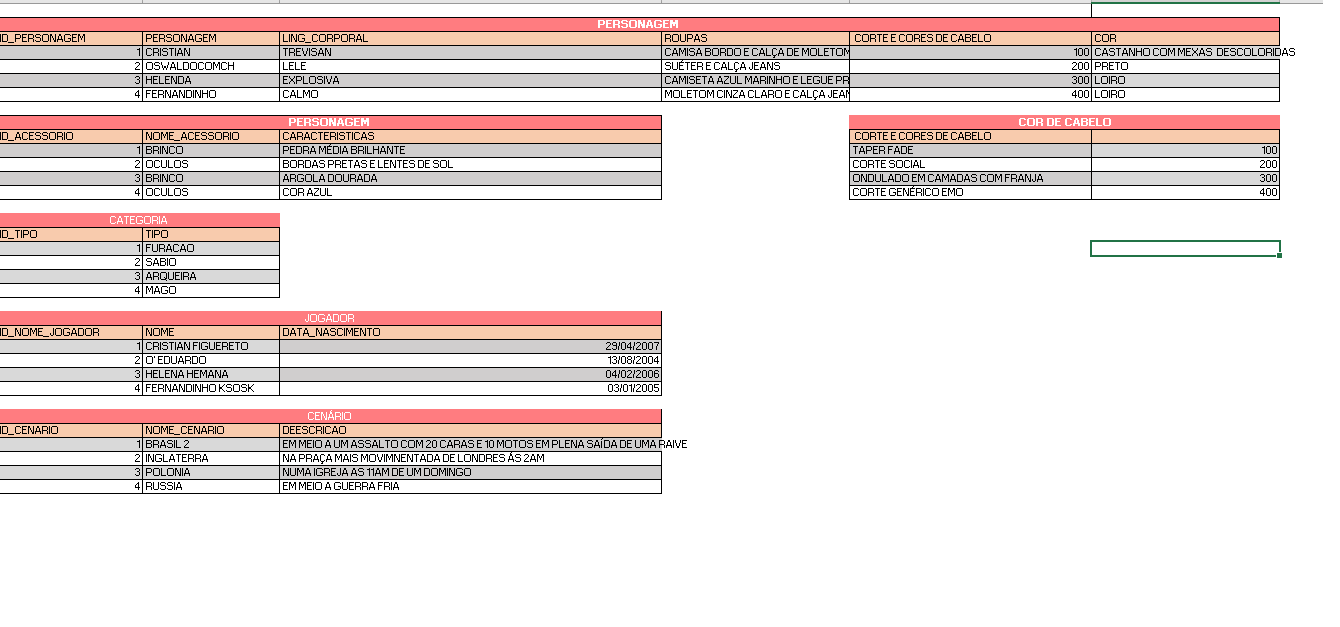 PERSONAGEM
ID_PERSONAGEM PERSONAGEM LING_CORPORAL ROUPAS CORTE E CORES DE CABELO COR
1 CRISTIAN TREVISAN CAMISA BORDO E CALÇA DE MOLETOM 100 CASTANHO COM MEXAS DESCOLORIDAS
2 OSWALDOCOMCH LELE SUÉTER E CALÇA JEANS 200 PRETO
3 HELENDA EXPLOSIVA CAMISETA AZUL MARINHO E LEGUE PR 300 LOIRO
4 FERNANDINHO CALMO MOLETOM CINZA CLARO E CALÇA JEAN 400 LOIRO
PERSONAGEM
ID_ACESSORIO NOME_ACESSORIO CARACTERISTICAS
1 BRINCO PEDRA MÉDIA BRILHANTE
2 OCULOS BORDAS PRETAS E LENTES DE SOL
3 BRINCO ARGOLA DOURADA
4 OCULOS COR AZUL
COR DE CABELO
CORTE E CORES DE CABELO
TAPER FADE 100
CORTE SOCIAL 200
ONDULADO EM CAMADAS COM FRANJA 300
CORTE GENÉRICO EMO 400
CATEGORIA
ID_TIPO TIPO
1 FURACAO
2 SABIO
3 ARQUEIRA
4 MAGO
JOGADOR
ID_NOME_JOGADOR NOME DATA_NASCIMENTO
1 CRISTIAN FIGUERETO 29/04/2007
2 O' EDUARDO 13/08/2004
3 HELENA HEMANA 04/02/2006
4 FERNANDINHO KSOSK 03/01/2005
CENÁRIO
ID_CENARIO NOME_CENARIO DEESCRICAO
1 BRASIL 2 EM MEIO A UM ASSALTO COM 20 CARAS E 10 MOTOS EM PLENA SAÍDA DE UMA RAIVE
2 INGLATERRA NA PRAÇA MAIS MOVIMNENTADA DE LONDRES ÁS 2AM
3 POLONIA NUMA IGREJA AS 11AM DE UM DOMINGO
4 RUSSIA EM MEIO A GUERRA FRIA